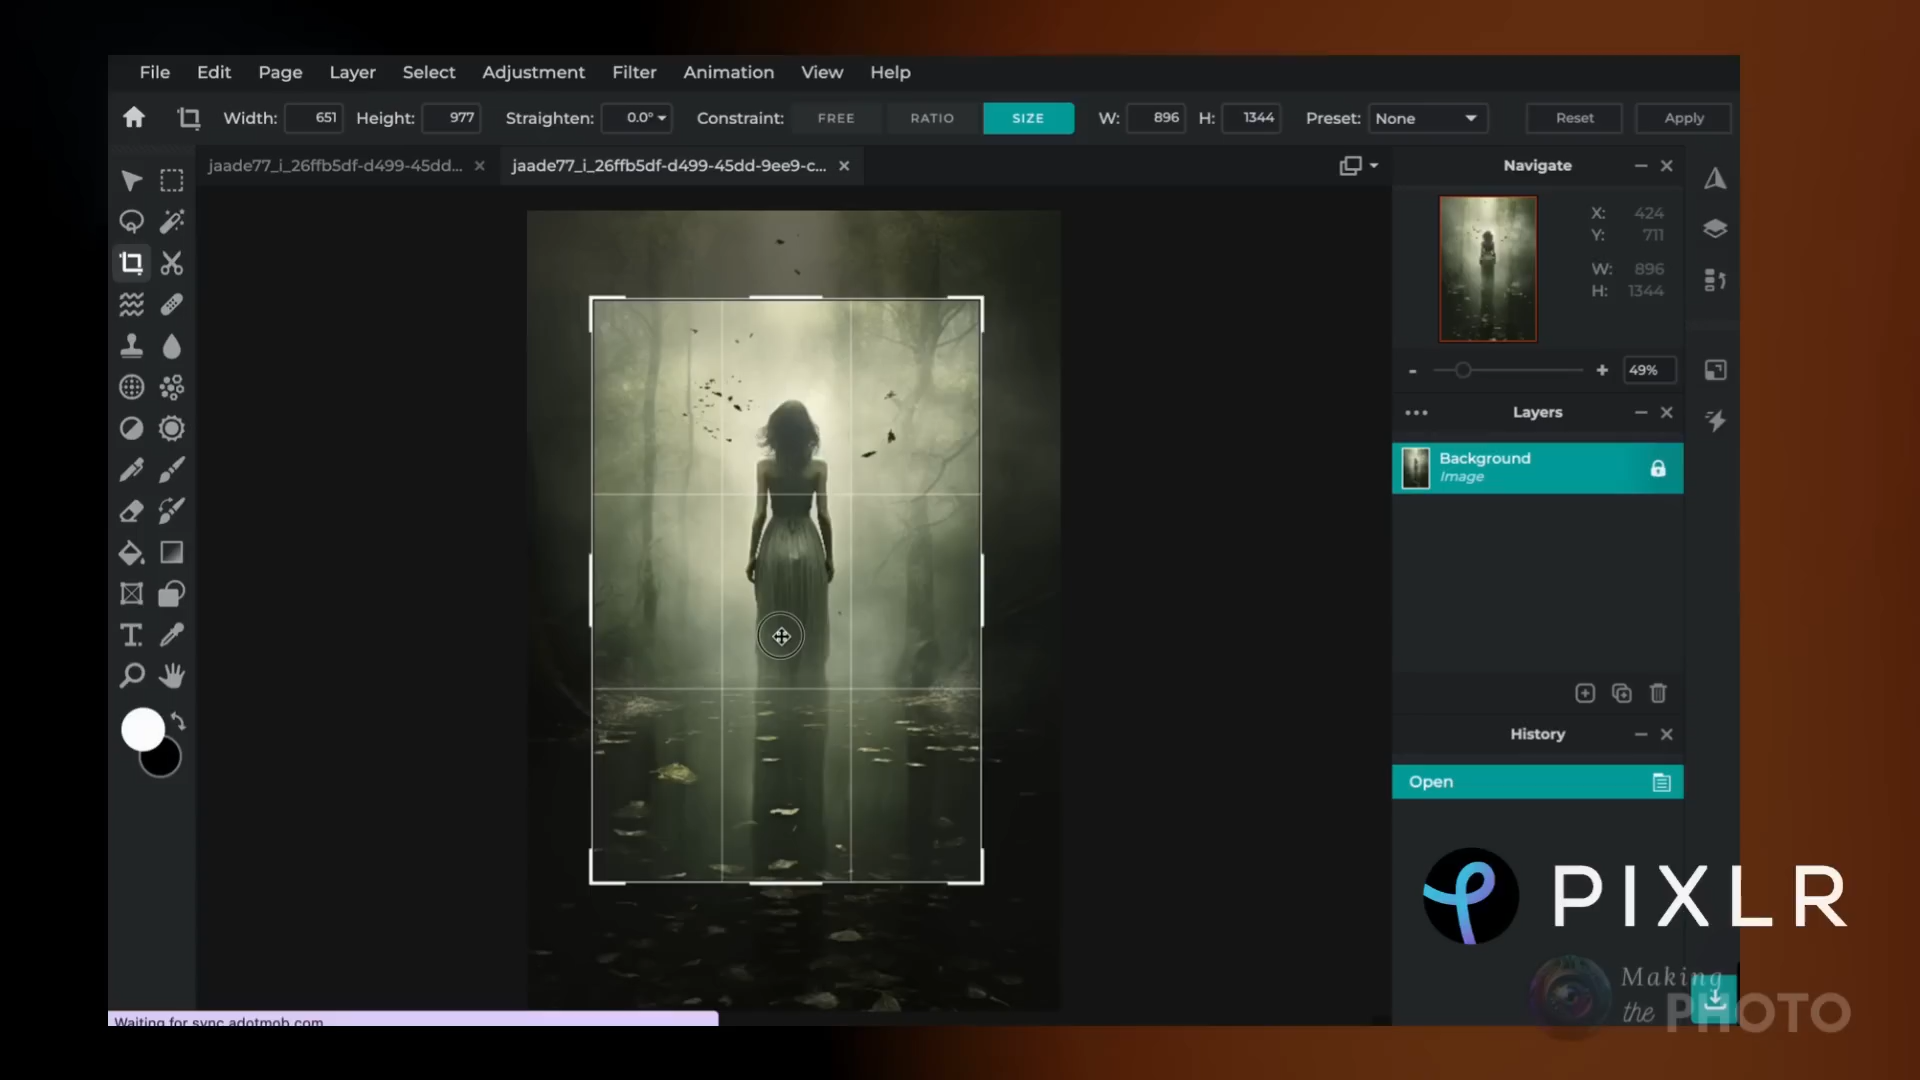 File Edit Page Layer Select Adjustment Filter Animation View Help
Width: 651 Height: 977 Straighten: 0.0° Constraint: FREE RATIO SIZE W: 896 H: 1344 Preset: None Reset Apply
jaade77_i_26ffb5df-d499-45dd... jaade77_i_26ffb5df-d499-45dd-9ee9-c...
Navigate
X: 424
Y: 711
W: 896
H: 1344
- + 49%
Layers
Background
Image
History
Open
PIXLR
Making
the PHOTO
Waiting for sync.adotmob.com